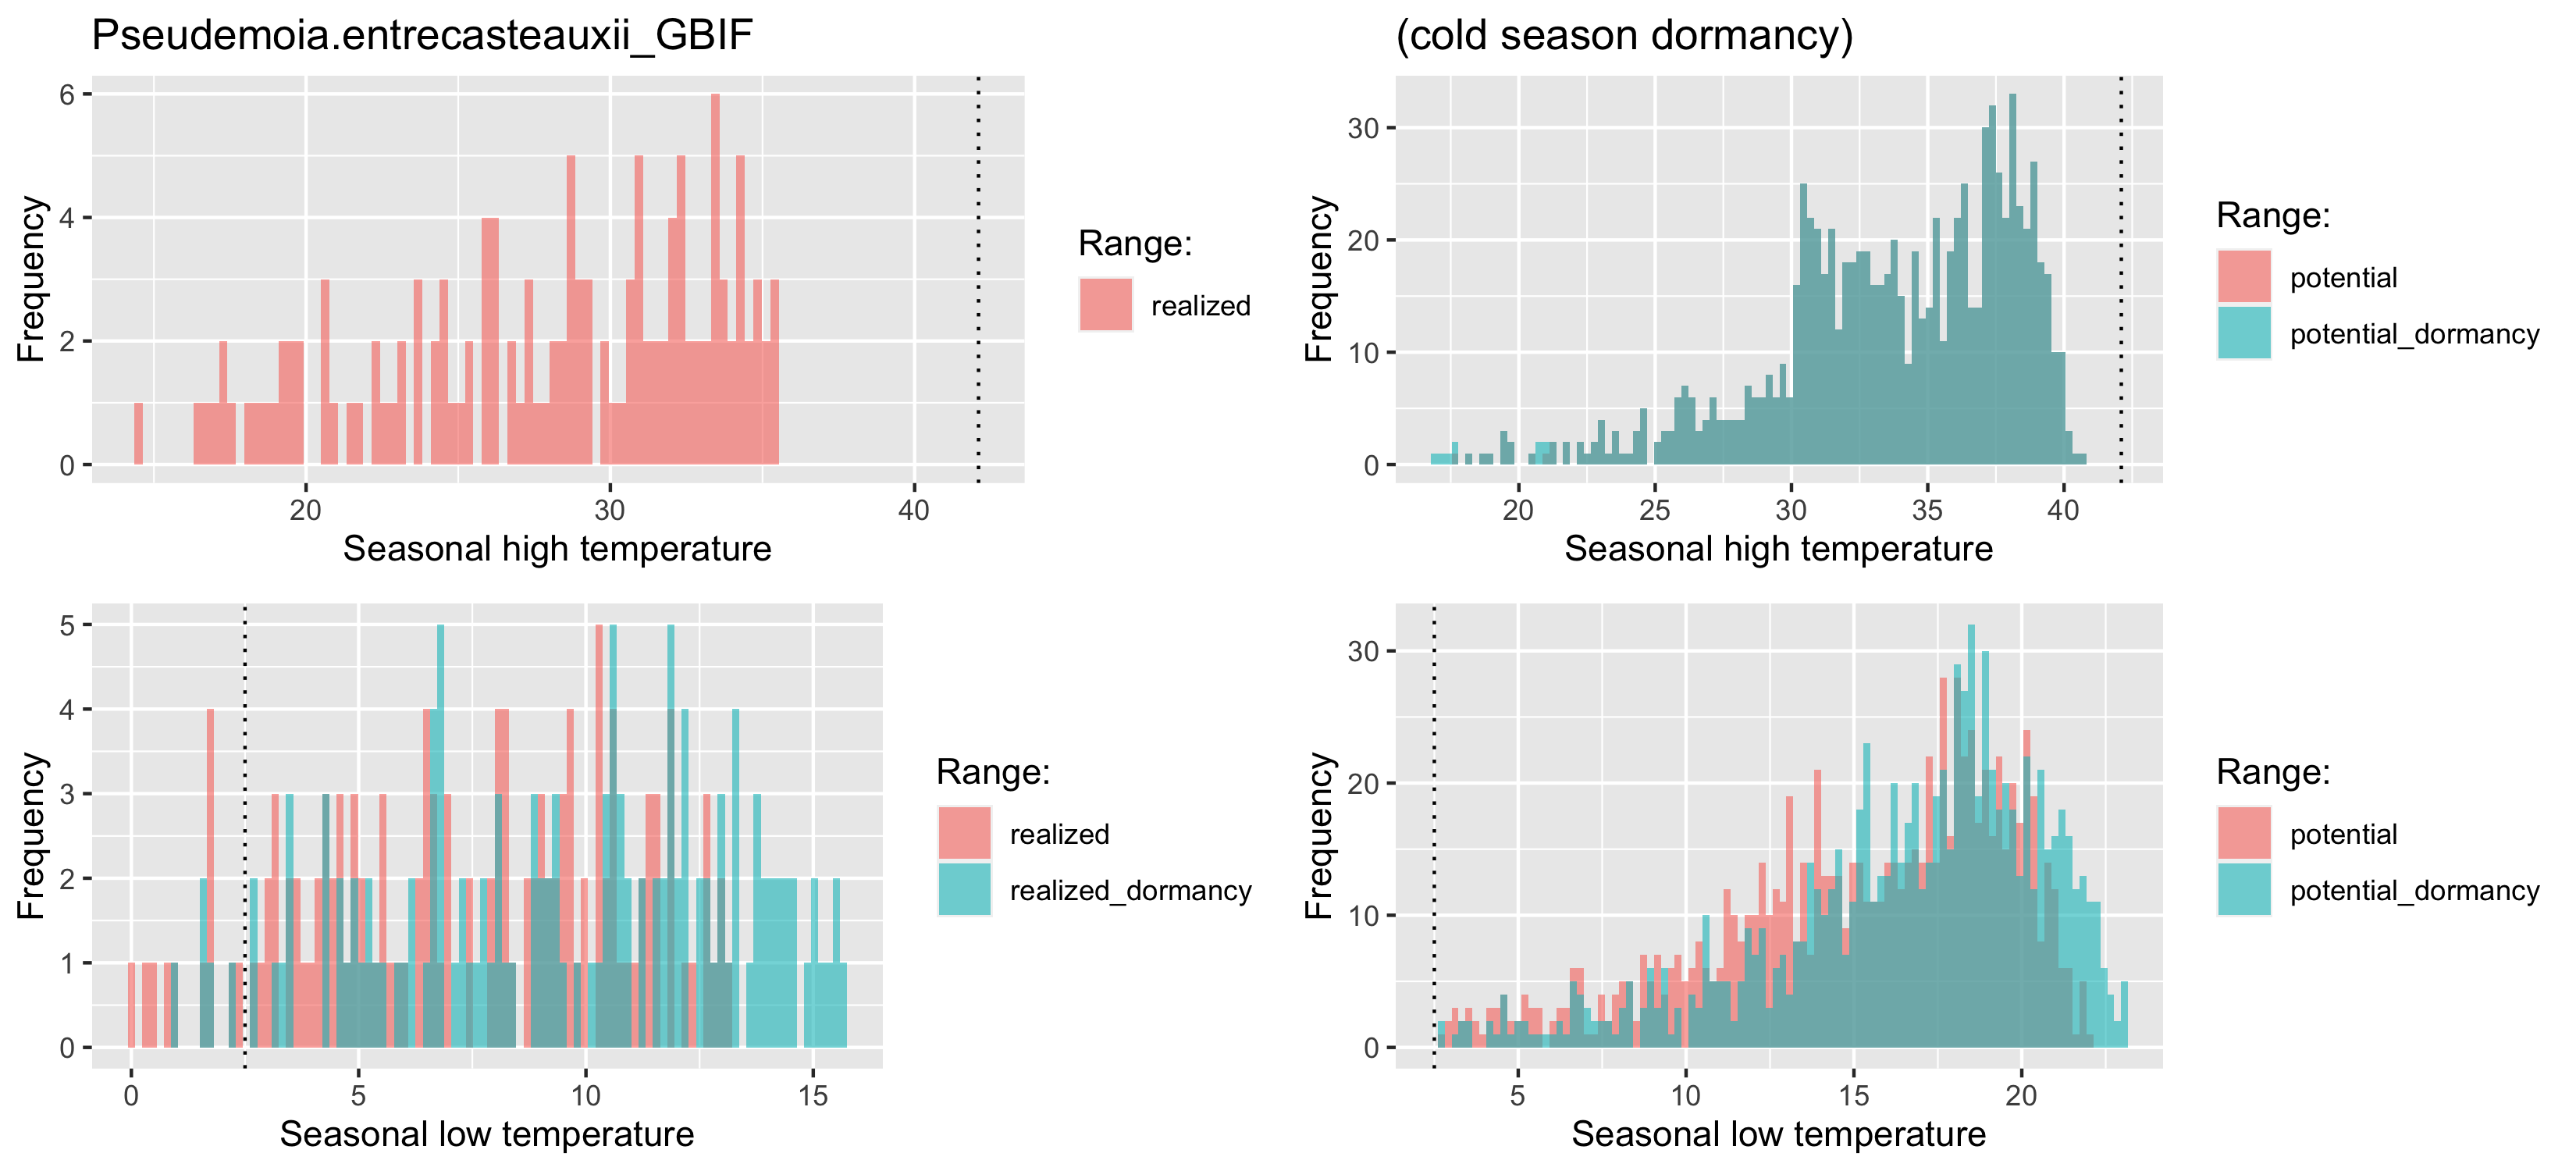 Pseudemoia.entrecasteauxii_GBIF
6
4
2
0
Frequency
20 30 40
Seasonal high temperature
Range:
realized
(cold season dormancy)
30
20
10
0
Frequency
20 25 30 35 40
Seasonal high temperature
Range:
potential
potential_dormancy
5
4
3
2
1
0
Frequency
0 5 10 15
Seasonal low temperature
Range:
realized
realized_dormancy
30
20
10
0
Frequency
5 10 15 20
Seasonal low temperature
Range:
potential
potential_dormancy